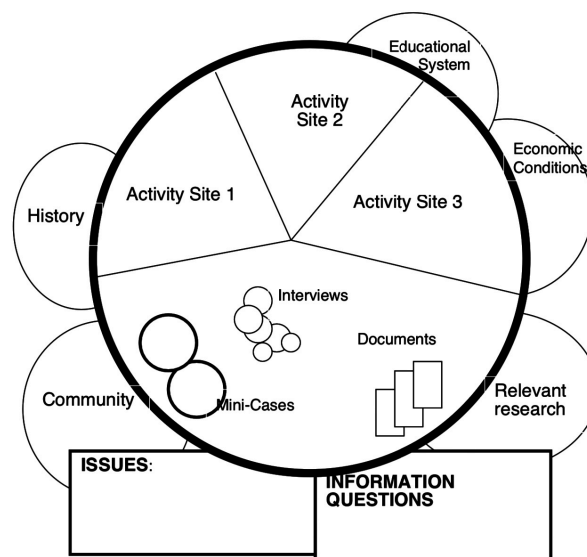 Educational
System
Activity
Site 2
Economic
Conditions
Activity Site 1
Activity Site 3
History
Interviews
Documents
Community
Mini-Cases
Relevant
research
ISSUES:
INFORMATION
QUESTIONS